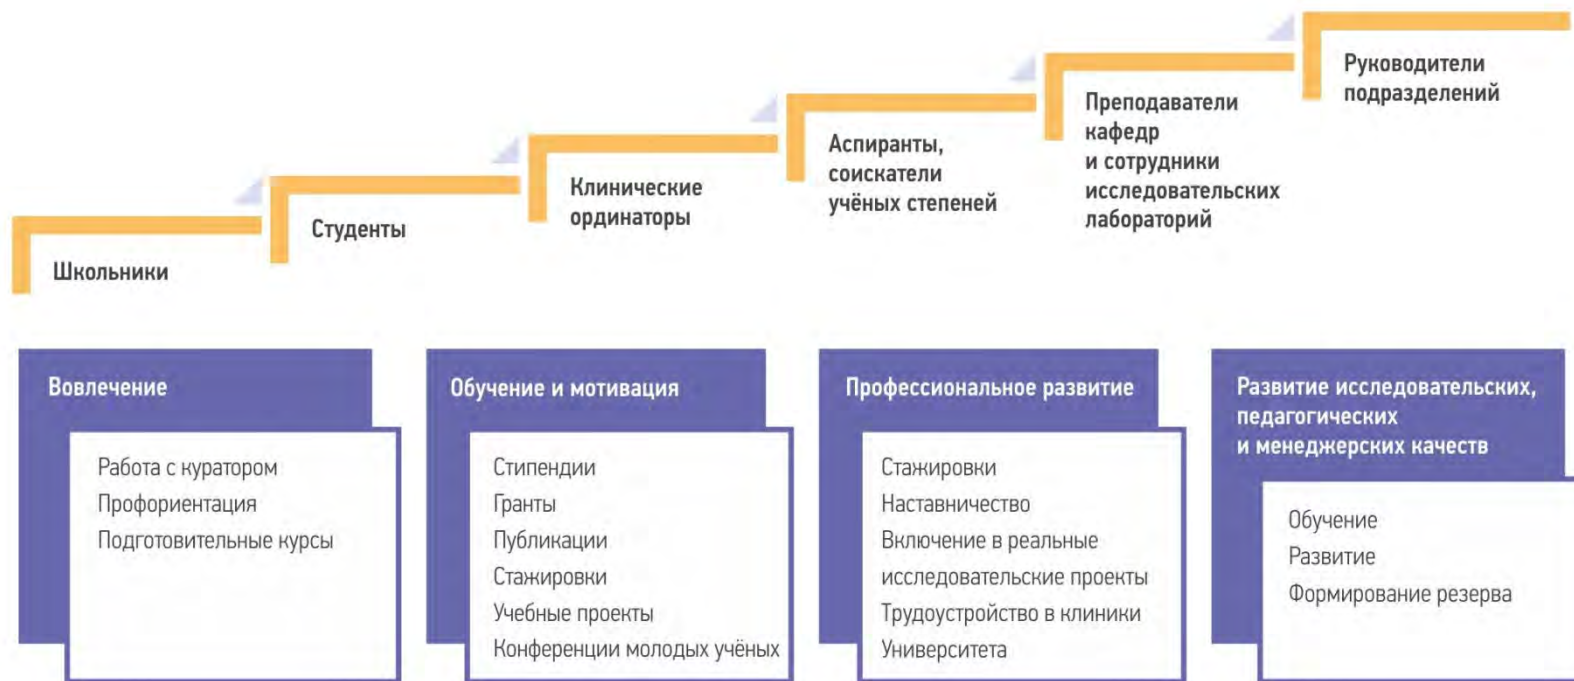 Руководители
подразделений
Преподаватели
кафедр
и сотрудники
исследовательских
лабораторий
Аспиранты,
соискатели
учёных степеней
Клинические
ординаторы
Студенты
Школьники
Вовлечение
Работа с куратором
Профориентация
Подготовительные курсы
Обучение и мотивация
Стипендии
Гранты
Публикации
Стажировки
Учебные проекты
Конференции молодых учёных
Профессиональное развитие
Стажировки
Наставничество
Включение в реальные
исследовательские проекты
Трудоустройство в клиники
Университета
Развитие исследовательских,
педагогических
и менеджерских качеств
Обучение
Развитие
Формирование резерва